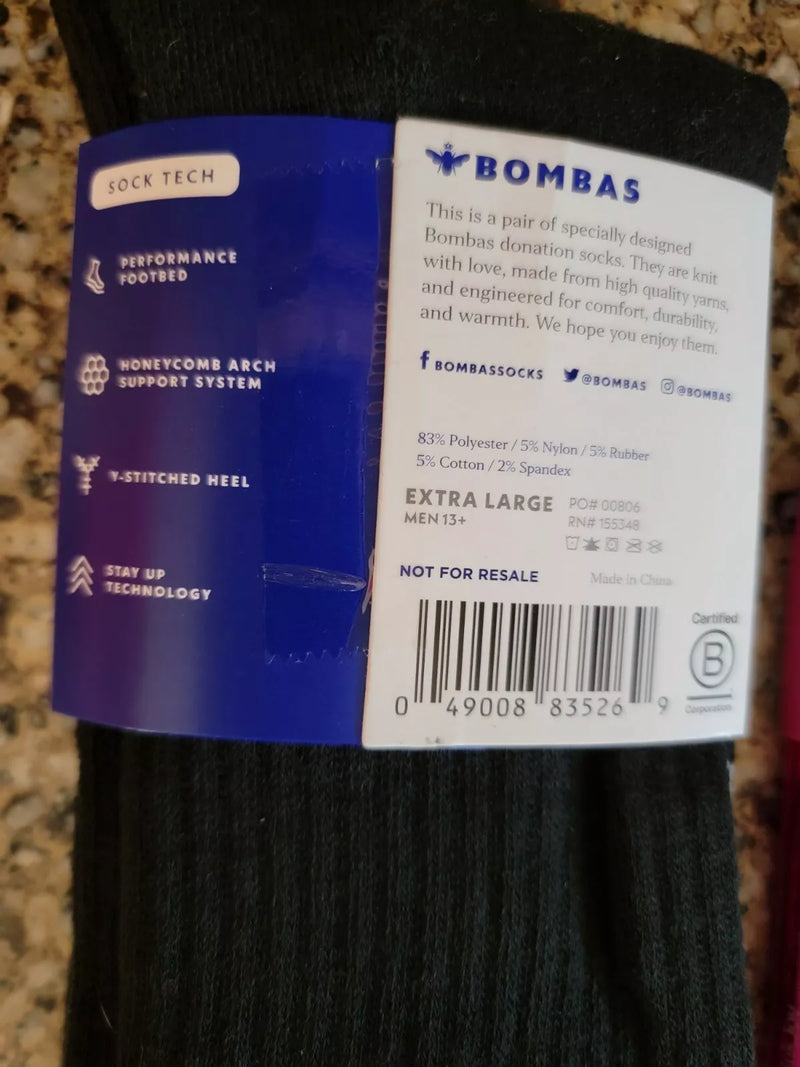 SOCK TECH
PERFORMANCE
FOOTBED
HONEYCOMB ARCH
SUPPORT SYSTEM
Y-STITCHED HEEL
STAY UP
TECHNOLOGY
BOMBAS
This is a pair of specially designed
Bombas donation socks. They are knit
with love, made from high quality yarns,
and engineered for comfort, durability,
and warmth. We hope you enjoy them.
f BOMBASSOCKS @BOMBAS @BOMBAS
83% Polyester / 5% Nylon / 5% Rubber
5% Cotton / 2% Spandex
EXTRA LARGE PO# 00806
MEN 13+ RN# 155348
NOT FOR RESALE Made in China
Certified
B
Corporation
0 49008 83526 9